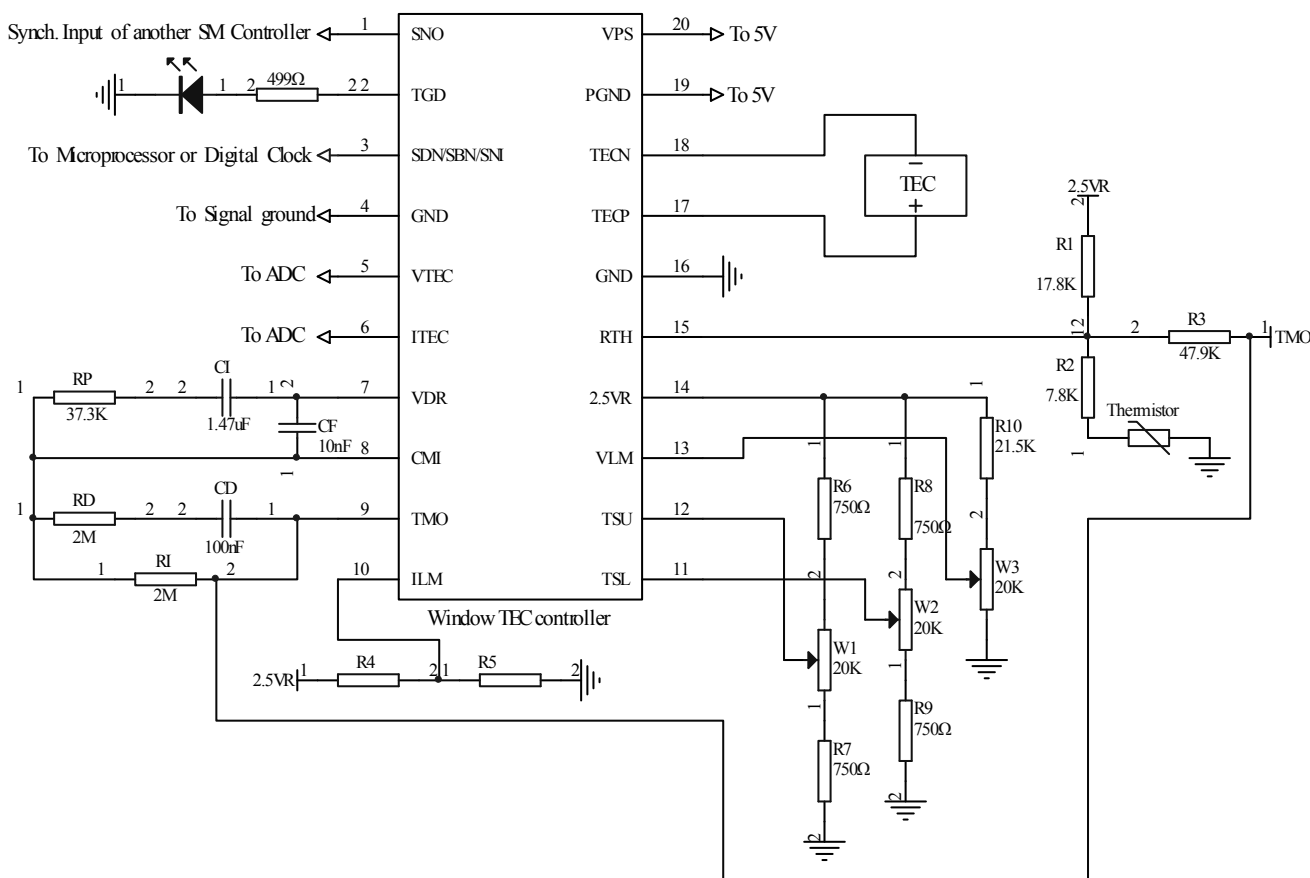 Synch. Input of another SM Controller
1
SNO
VPS
20
To 5V
1
1
2
499Ω
2
2
TGD
PGND
19
To 5V
To Microprocessor or Digital Clock
3
SDN/SBN/SNI
TECN
18
To Signal ground
4
GND
TECP
17
−
TEC
+
To ADC
5
VTEC
GND
16
To ADC
6
ITEC
RTH
15
2.5VR
2
R1
17.8K
1
2
2
R3
47.9K
1
TMO
R2
7.8K
Thermistor
1
1
RP
37.3K
2
2
CI
1.47uF
1
2
7
VDR
2.5VR
14
CF
10nF
1
8
CMI
VLM
13
1
RD
2M
2
2
CD
100nF
1
9
TMO
TSU
12
1
RI
2M
2
10
ILM
TSL
11
Window TEC controller
2.5VR
1
R4
2
1
R5
2
1
R6
750Ω
2
W1
20K
1
R7
750Ω
2
1
R8
750Ω
2
W2
20K
1
R9
750Ω
2
1
R10
21.5K
2
W3
20K